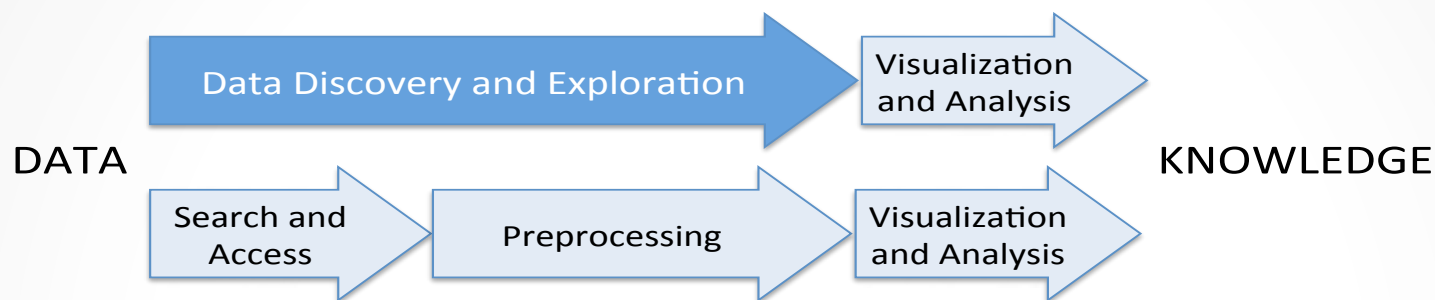 Data Discovery and Exploration
Visualization
and Analysis
DATA
KNOWLEDGE
Search and
Access
Preprocessing
Visualization
and Analysis